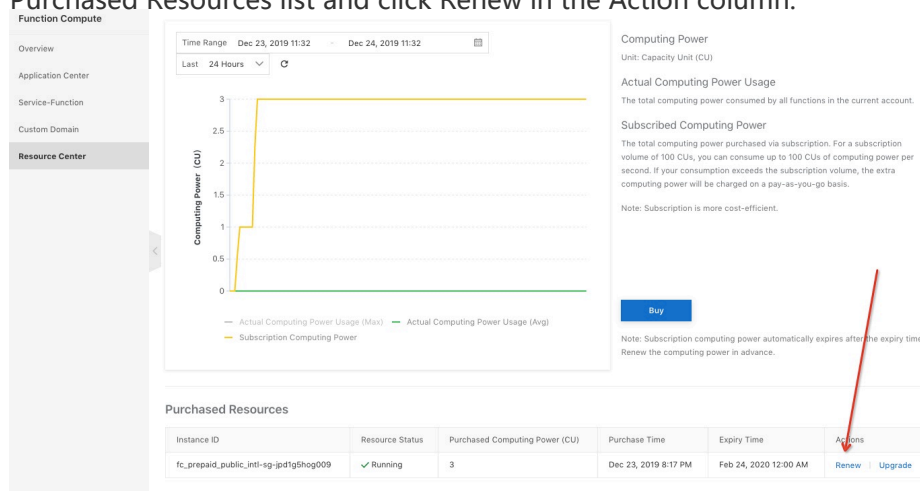 Purchased Resources list and click Renew in the Action column.
Function Compute
Overview
Application Center
Service-Function
Custom Domain
Resource Center
Time Range Dec 23, 2019 11:32 – Dec 24, 2019 11:32
Last 24 Hours
Computing Power (CU)
3
2.5
2
1.5
1
0.5
0
Actual Computing Power Usage (Max) Actual Computing Power Usage (Avg)
Subscription Computing Power
Computing Power
Unit: Capacity Unit (CU)
Actual Computing Power Usage
The total computing power consumed by all functions in the current account.
Subscribed Computing Power
The total computing power purchased via subscription. For a subscription
volume of 100 CUs, you can consume up to 100 CUs of computing power per
second. If your consumption exceeds the subscription volume, the extra
computing power will be charged on a pay-as-you-go basis.
Note: Subscription is more cost-efficient.
Buy
Note: Subscription computing power automatically expires after the expiry time
Renew the computing power in advance.
Purchased Resources
Instance ID Resource Status Purchased Computing Power (CU) Purchase Time Expiry Time Actions
fc_prepaid_public_intl-sg-jpd1g5hog009 Running 3 Dec 23, 2019 8:17 PM Feb 24, 2020 12:00 AM Renew Upgrade